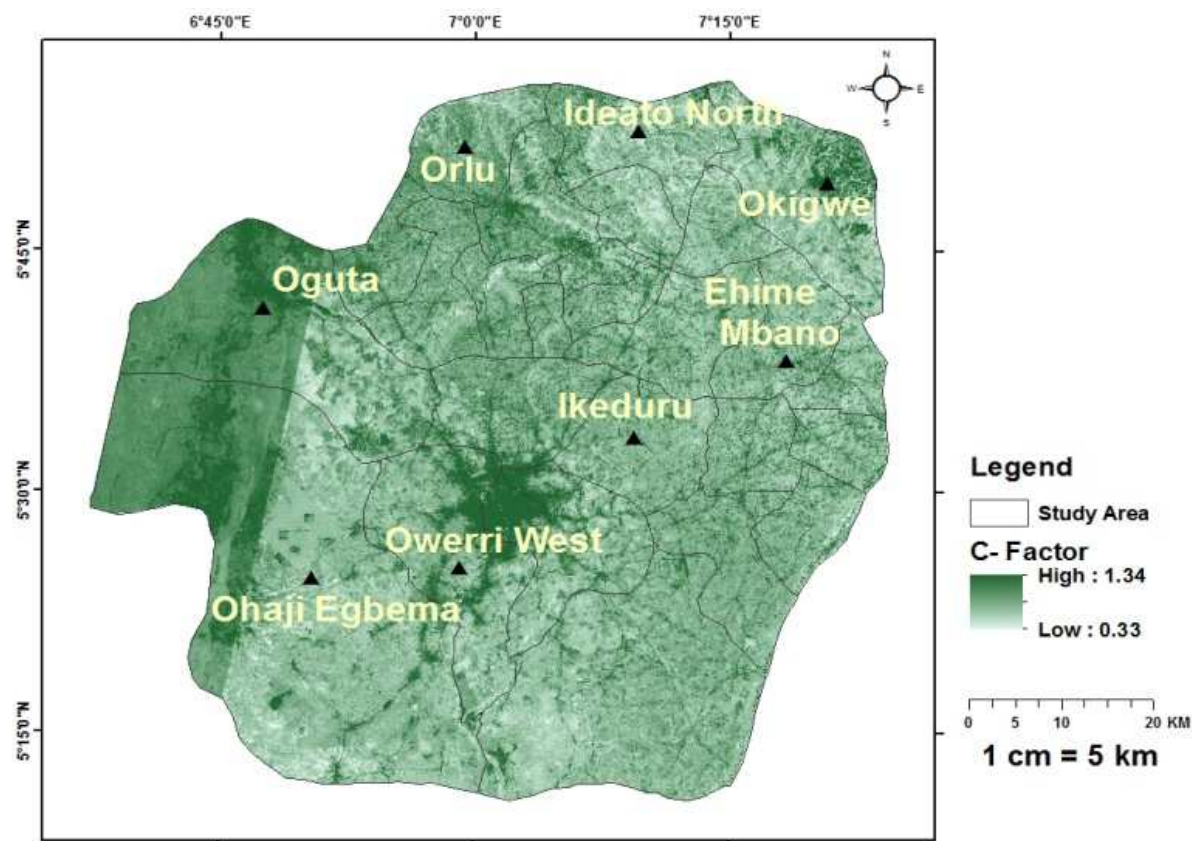 6°45'0"E
7°0'0"E
7°15'0"E
N
W
E
S
Ideato North
Orlu
Okigwe
5°45'0"N
Oguta
Ehime
Mbano
Ikeduru
5°30'0"N
Owerri West
Ohaji Egbema
5°15'0"N
Legend
Study Area
C- Factor
High : 1.34
Low : 0.33
0 5 10 20 KM
1 cm = 5 km